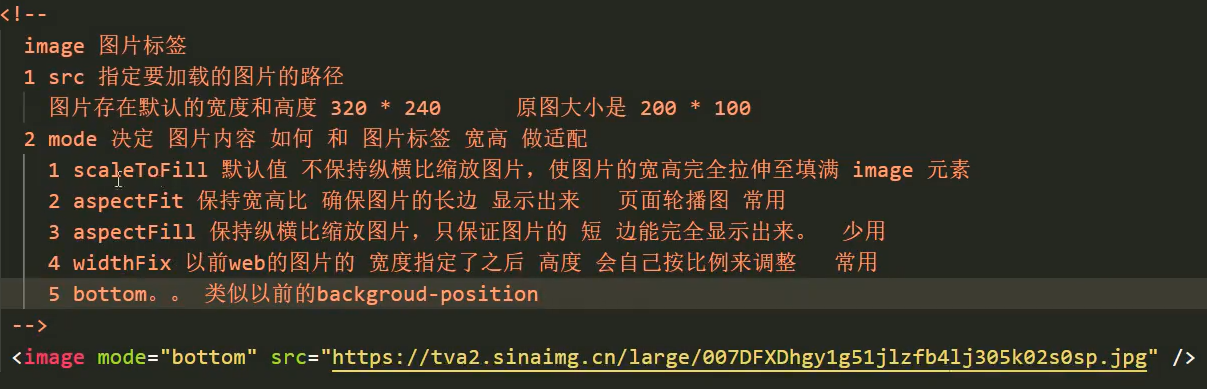 <!--
image 图片标签
1 src 指定要加载的图片的路径
图片存在默认的宽度和高度 320 * 240 原图大小是 200 * 100
2 mode 决定 图片内容 如何 和 图片标签 宽高 做适配
1 scaleToFill 默认值 不保持纵横比缩放图片，使图片的宽高完全拉伸至填满 image 元素
2 aspectFit 保持宽高比 确保图片的长边 显示出来 页面轮播图 常用
3 aspectFill 保持纵横比缩放图片，只保证图片的 短 边能完全显示出来。 少用
4 widthFix 以前web的图片的 宽度指定了之后 高度 会自己按比例来调整 常用
5 bottom。。 类似以前的backgroud-position
-->
<image mode="bottom" src="https://tva2.sinaimg.cn/large/007DFXDhgy1g51jlzfb4lj305k02s0sp.jpg" />